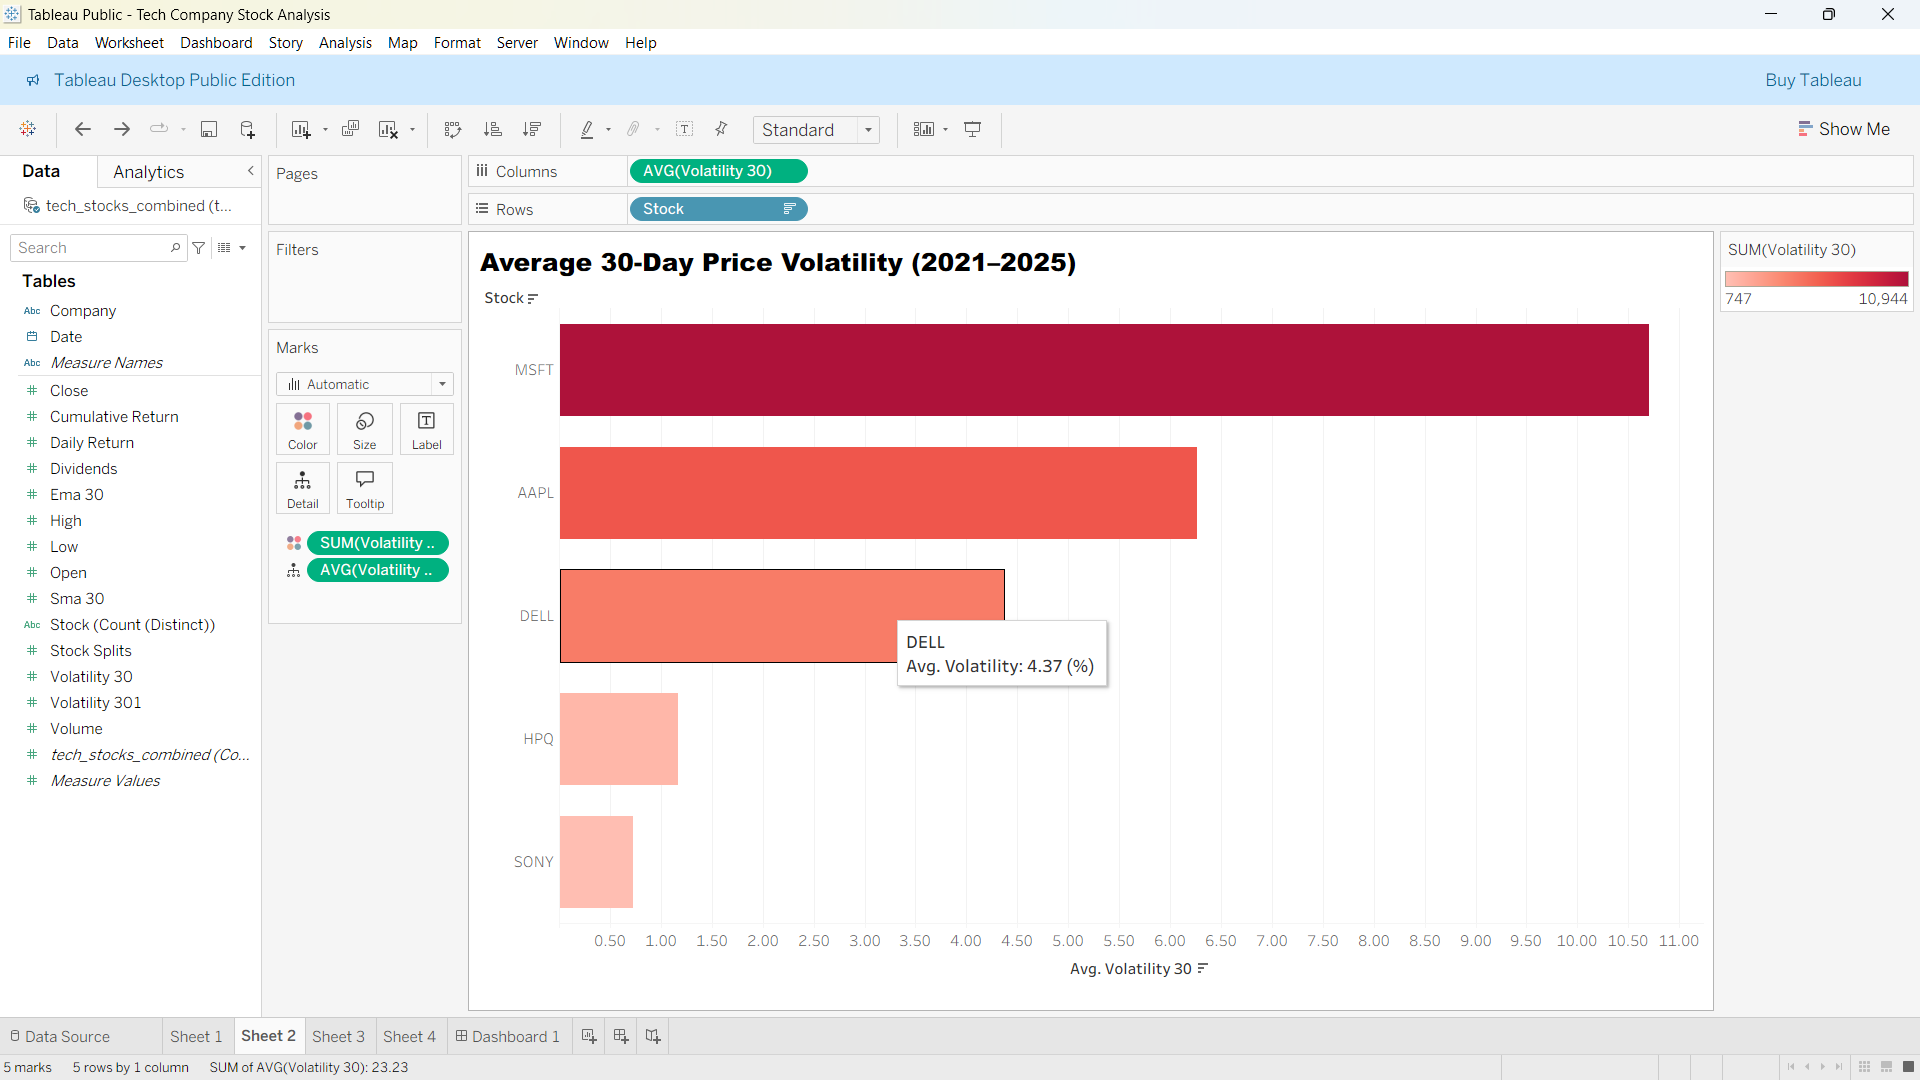 Tableau Public - Tech Company Stock Analysis
File Data Worksheet Dashboard Story Analysis Map Format Server Window Help
Tableau Desktop Public Edition
Buy Tableau
Standard
Show Me
Data
Analytics
tech_stocks_combined (t...
Search
Tables
Abc Company
Date
Abc Measure Names
Close
Cumulative Return
Daily Return
Dividends
Ema 30
High
Low
Open
Sma 30
Abc Stock (Count (Distinct))
Stock Splits
Volatility 30
Volatility 301
Volume
tech_stocks_combined (Co...
Measure Values
Pages
Filters
Marks
Automatic
Color Size Label
Detail Tooltip
SUM(Volatility ..
AVG(Volatility ..
Columns AVG(Volatility 30)
Rows Stock
Average 30-Day Price Volatility (2021–2025)
Stock
MSFT
AAPL
DELL
HPQ
SONY
DELL
Avg. Volatility: 4.37 (%)
0.50 1.00 1.50 2.00 2.50 3.00 3.50 4.00 4.50 5.00 5.50 6.00 6.50 7.00 7.50 8.00 8.50 9.00 9.50 10.00 10.50 11.00
Avg. Volatility 30
SUM(Volatility 30)
747 10,944
Data Source Sheet 1 Sheet 2 Sheet 3 Sheet 4 Dashboard 1
5 marks 5 rows by 1 column SUM of AVG(Volatility 30): 23.23